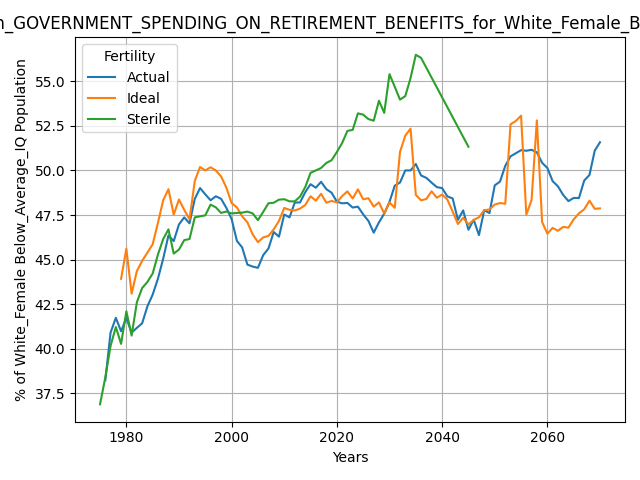 GOVERNMENT_SPENDING_ON_RETIREMENT_BENEFITS_for_White_Female_B
Fertility
Actual
Ideal
Sterile
% of White_Female Below_Average_IQ Population
55.0
52.5
50.0
47.5
45.0
42.5
40.0
37.5
1980
2000
2020
2040
2060
Years